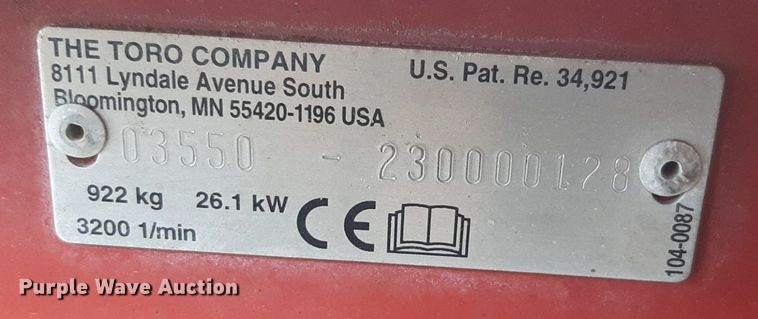 THE TORO COMPANY
8111 Lyndale Avenue South
Bloomington, MN 55420-1196 USA
U.S. Pat. Re. 34,921
03550 - 230000128
922 kg 26.1 kW
3200 1/min
CE
104-0087
Purple Wave Auction